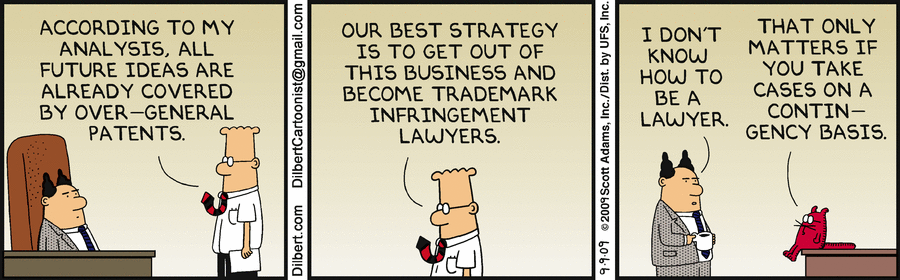 ACCORDING TO MY
ANALYSIS, ALL
FUTURE IDEAS ARE
ALREADY COVERED
BY OVER—GENERAL
PATENTS.
Dilbert.com DilbertCartoonist@gmail.com
OUR BEST STRATEGY
IS TO GET OUT OF
THIS BUSINESS AND
BECOME TRADEMARK
INFRINGEMENT
LAWYERS.
9-9-09 ©2009 Scott Adams, Inc./Dist. by UFS, Inc.
I DON'T
KNOW
HOW TO
BE A
LAWYER.
THAT ONLY
MATTERS IF
YOU TAKE
CASES ON A
CONTIN—
GENCY BASIS.